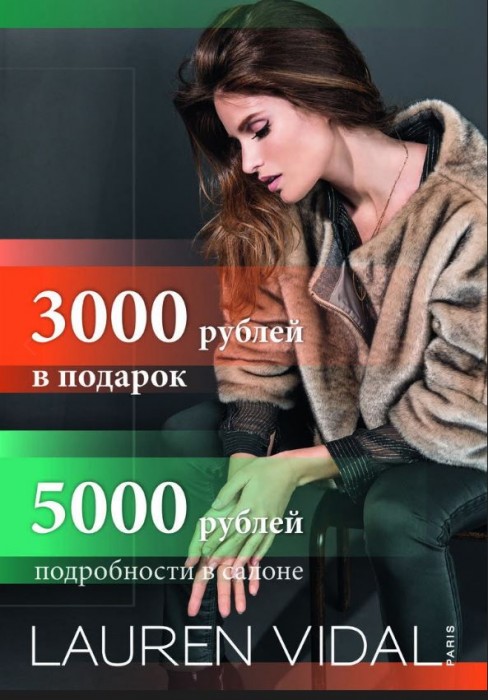 3000 рублей
в подарок
5000 рублей
подробности в салоне
LAUREN VIDAL PARIS